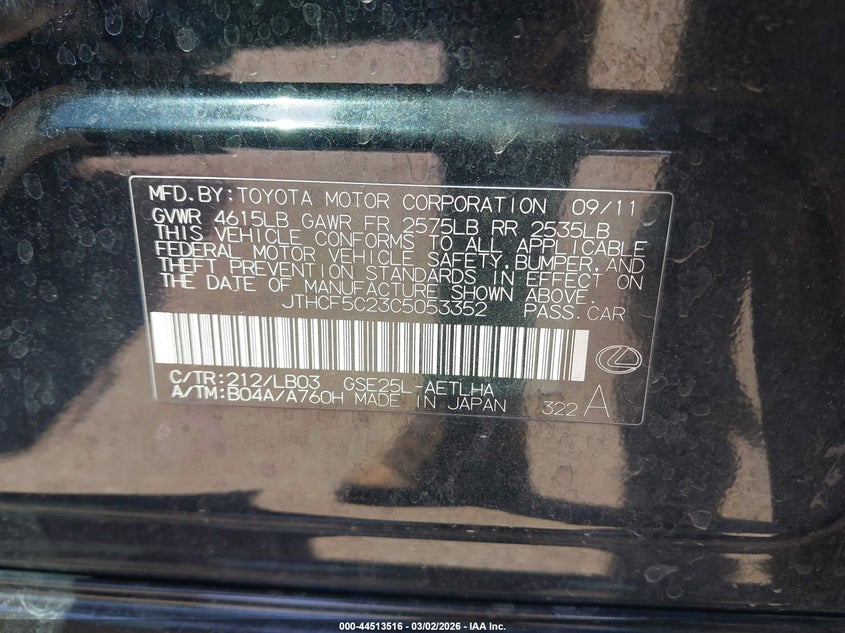 MFD.BY:TOYOTA MOTOR CORPORATION 09/11
GVWR 4615LB GAWR FR 2575LB RR 2535LB
THIS VEHICLE CONFORMS TO ALL APPLICABLE
FEDERAL MOTOR VEHICLE SAFETY,BUMPER,AND
THEFT PREVENTION STANDARDS IN EFFECT ON
THE DATE OF MANUFACTURE SHOWN ABOVE.
JTHCF5C23C5053352 PASS.CAR
C/TR:212/LB03 GSE25L-AETLHA
A/TM:B04A/A760H MADE IN JAPAN 322 A
000-44513516 - 03/02/2026 - IAA Inc.